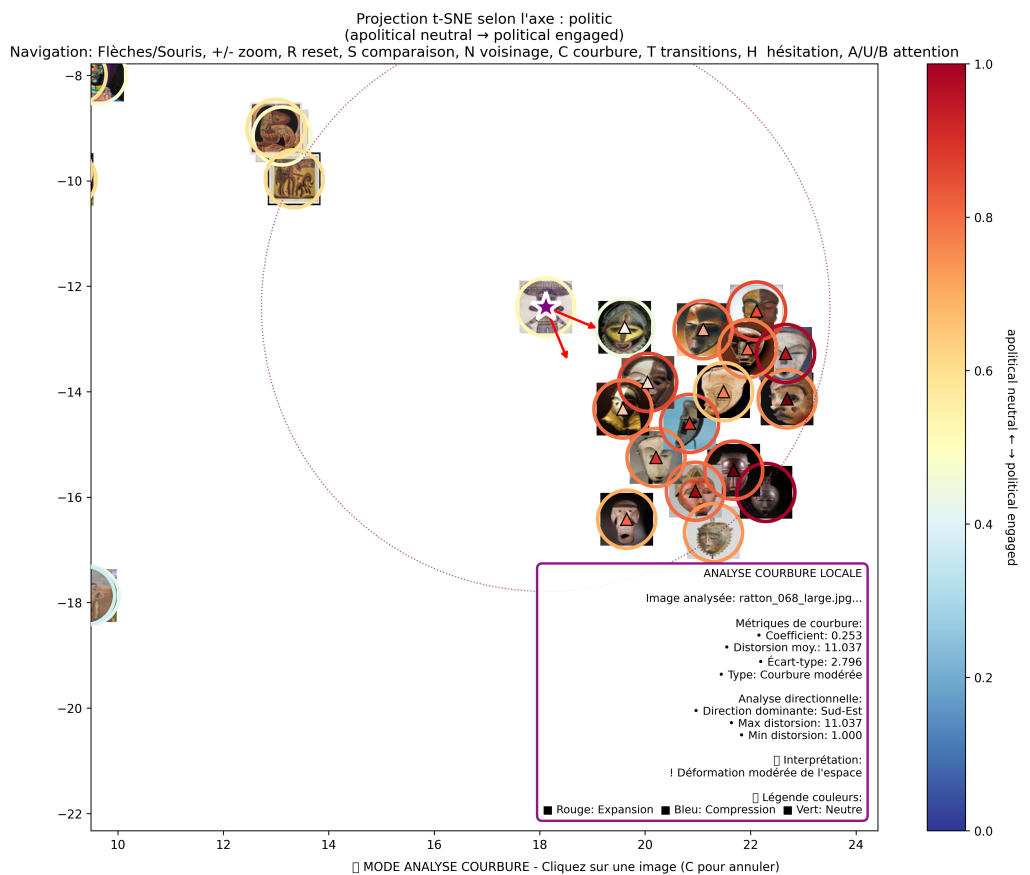 Projection t-SNE selon l'axe : politic
(apolitical neutral → political engaged)
Navigation: Flèches/Souris, +/- zoom, R reset, S comparaison, N voisinage, C courbure, T transitions, H  hésitation, A/U/B attention
−8
−10
−12
−14
−16
−18
−20
−22
10
12
14
16
18
20
22
24
1.0
0.8
0.6
0.4
0.2
0.0
apolitical neutral ← → political engaged
ANALYSE COURBURE LOCALE
Image analysée: ratton_068_large.jpg...
Métriques de courbure:
• Coefficient: 0.253
• Distorsion moy.: 11.037
• Écart-type: 2.796
• Type: Courbure modérée
Analyse directionnelle:
• Direction dominante: Sud-Est
• Max distorsion: 11.037
• Min distorsion: 1.000
Interprétation:
! Déformation modérée de l'espace
Légende couleurs:
■ Rouge: Expansion  ■ Bleu: Compression  ■ Vert: Neutre
MODE ANALYSE COURBURE - Cliquez sur une image (C pour annuler)